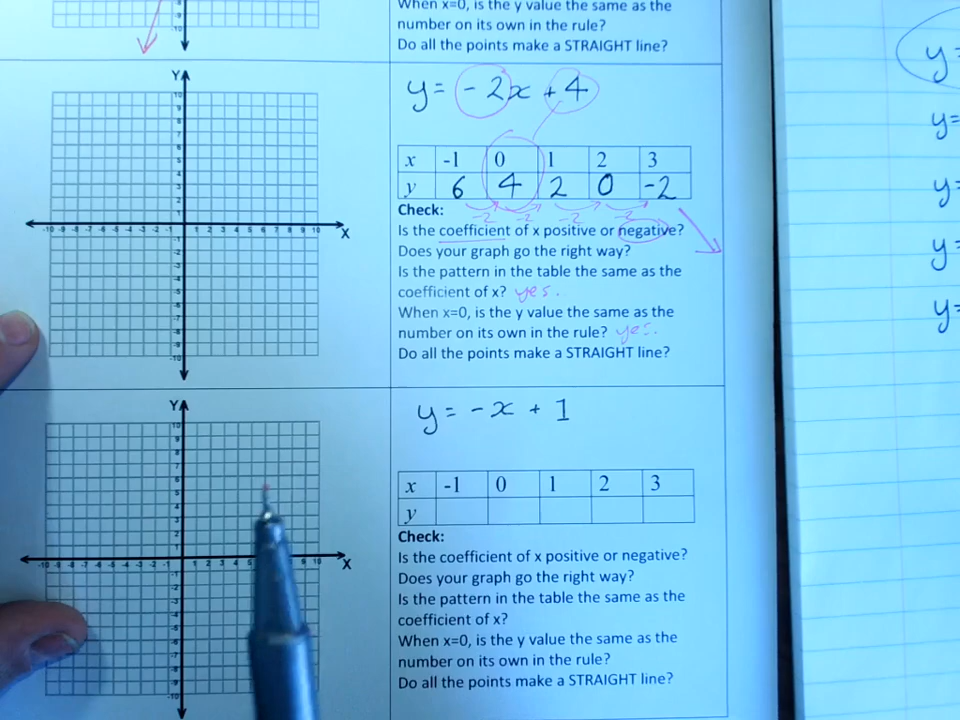 When x=0, is the y value the same as the
number on its own in the rule?
Do all the points make a STRAIGHT line?
Y
X
y = - 2x + 4
x -1 0 1 2 3
y 6 4 2 0 -2
-2 -2 -2 -2
Check:
Is the coefficient of x positive or negative?
Does your graph go the right way?
Is the pattern in the table the same as the
coefficient of x? yes.
When x=0, is the y value the same as the
number on its own in the rule? yes.
Do all the points make a STRAIGHT line?
Y
X
y = -x + 1
x -1 0 1 2 3
y
Check:
Is the coefficient of x positive or negative?
Does your graph go the right way?
Is the pattern in the table the same as the
coefficient of x?
When x=0, is the y value the same as the
number on its own in the rule?
Do all the points make a STRAIGHT line?
y=
y=
y=
y=
y=